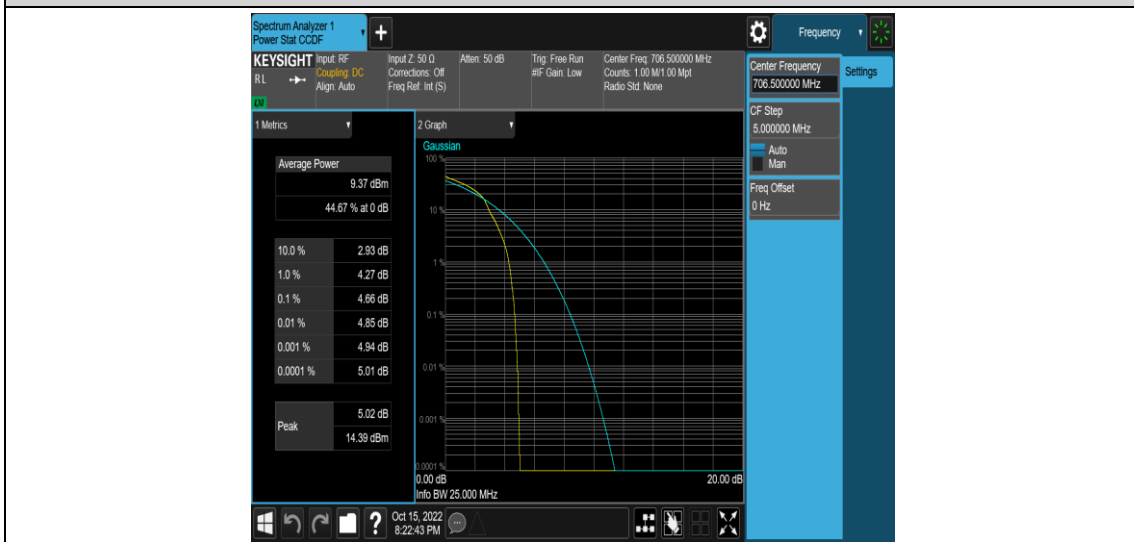 Spectrum Analyzer 1
Power Stat CCDF
+
Frequency
KEYSIGHT
RL
Input: RF
Coupling: DC
Align: Auto
Input Z: 50 Ω
Corrections: Off
Freq Ref: Int (S)
Atten: 50 dB
Trig: Free Run
#IF Gain: Low
Center Freq: 706.500000 MHz
Counts: 1.00 M/1.00 Mpt
Radio Std: None
Center Frequency
706.500000 MHz
Settings
CF Step
5.000000 MHz
Auto
Man
Freq Offset
0 Hz
1 Metrics
Average Power
9.37 dBm
44.67 % at 0 dB
10.0 % 2.93 dB
1.0 % 4.27 dB
0.1 % 4.66 dB
0.01 % 4.85 dB
0.001 % 4.94 dB
0.0001 % 5.01 dB
Peak
5.02 dB
14.39 dBm
2 Graph
Gaussian
100 %
10 %
1 %
0.1 %
0.01 %
0.001 %
0.0001 %
0.00 dB 20.00 dB
Info BW 25.000 MHz
?
Oct 15, 2022
8:22:43 PM